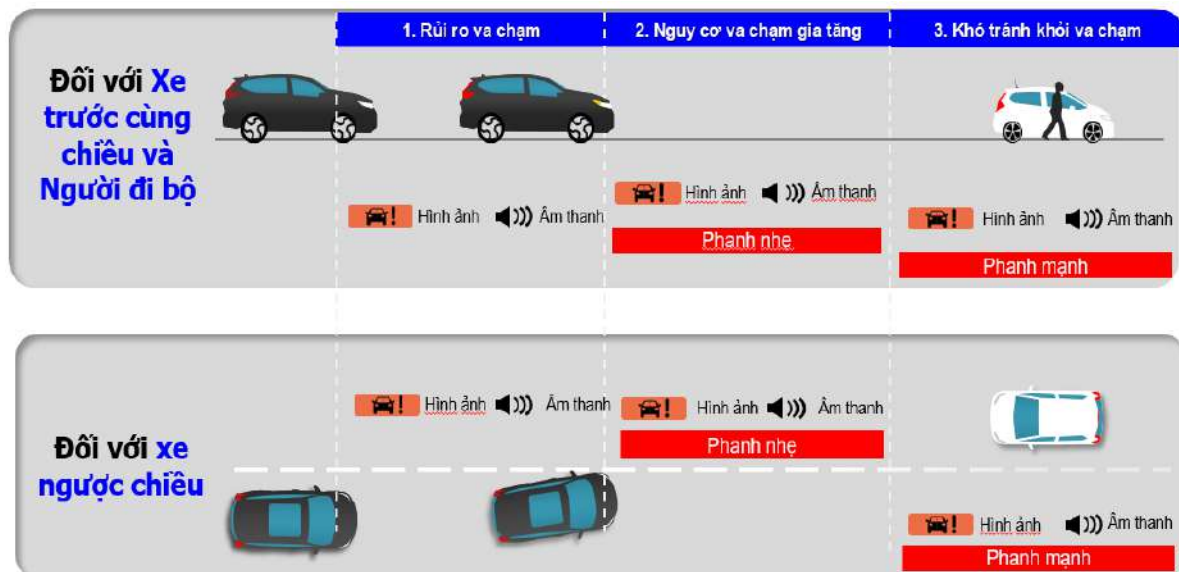 1. Rủi ro va chạm
2. Nguy cơ va chạm gia tăng
3. Khó tránh khỏi va chạm
Đối với Xe
trước cùng
chiều và
Người đi bộ
Hình ảnh Âm thanh
Hình ảnh Âm thanh
Phanh nhẹ
Hình ảnh Âm thanh
Phanh mạnh
Đối với xe
ngược chiều
Hình ảnh Âm thanh
Hình ảnh Âm thanh
Phanh nhẹ
Hình ảnh Âm thanh
Phanh mạnh